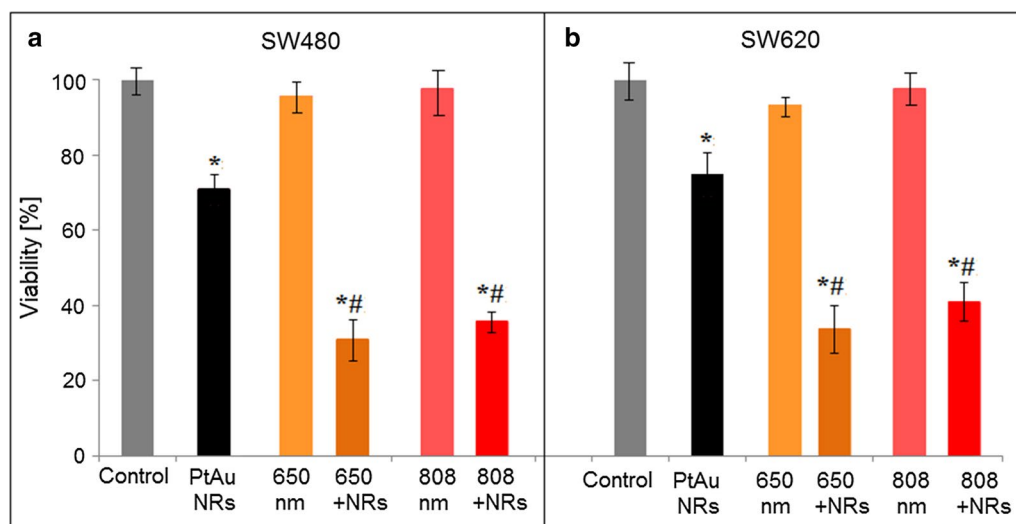 a
SW480
b
SW620
Viability [%]
100
80
60
40
20
0
*
*#
*#
*
*#
*#
Control
PtAu
NRs
650
nm
650
+NRs
808
nm
808
+NRs
Control
PtAu
NRs
650
nm
650
+NRs
808
nm
808
+NRs